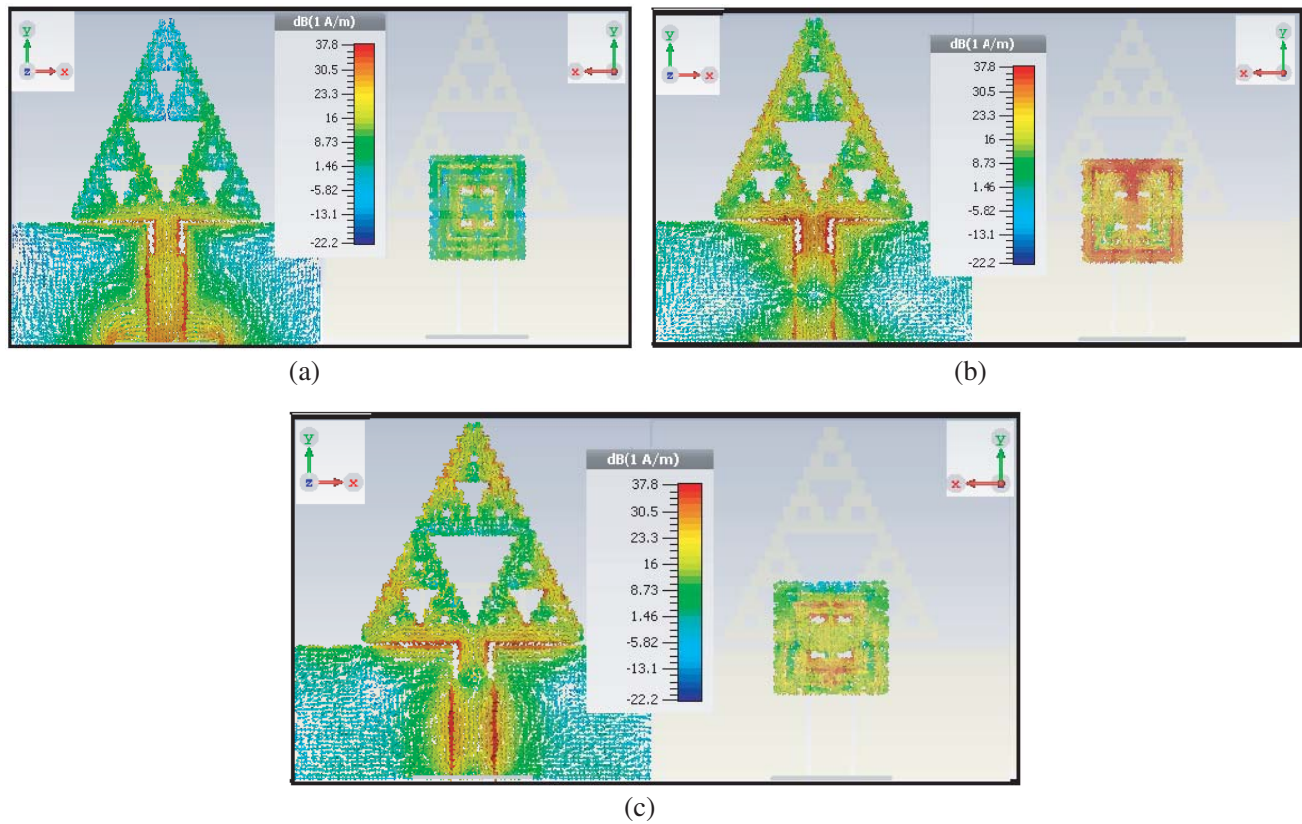 y
z x
dB(1 A/m)
37.8
30.5
23.3
16
8.73
1.46
-5.82
-13.1
-22.2
y
x
(a)
y
z x
dB(1 A/m)
37.8
30.5
23.3
16
8.73
1.46
-5.82
-13.1
-22.2
y
x
(b)
y
z x
dB(1 A/m)
37.8
30.5
23.3
16
8.73
1.46
-5.82
-13.1
-22.2
y
x
(c)